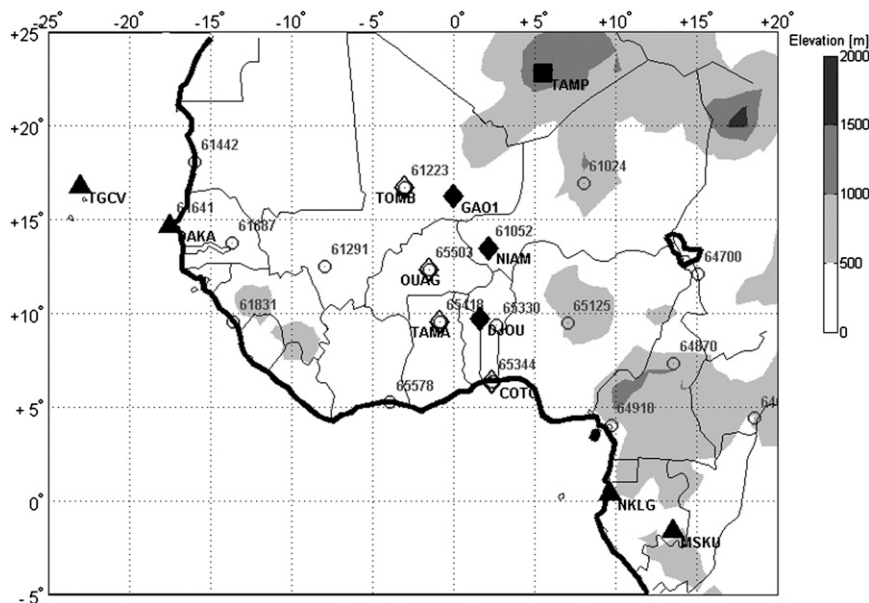 -25° -20° -15° -10° -5° 0° +5° +10° +15° +20°
Elevation [m]
+25°
2000
TAMP
1500
+20°
61442
61223
61024
1000
TGCV
TOMB
GAO1
61641
+15°
DAKA
61687
61052
NIAM
61291
65503
64700
500
OUAG
+10°
61831
65418
65330
65125
0
TAMA
DJOU
64870
65344
COTO
65578
+5°
64910
0°
NKLG
MSKU
-5°